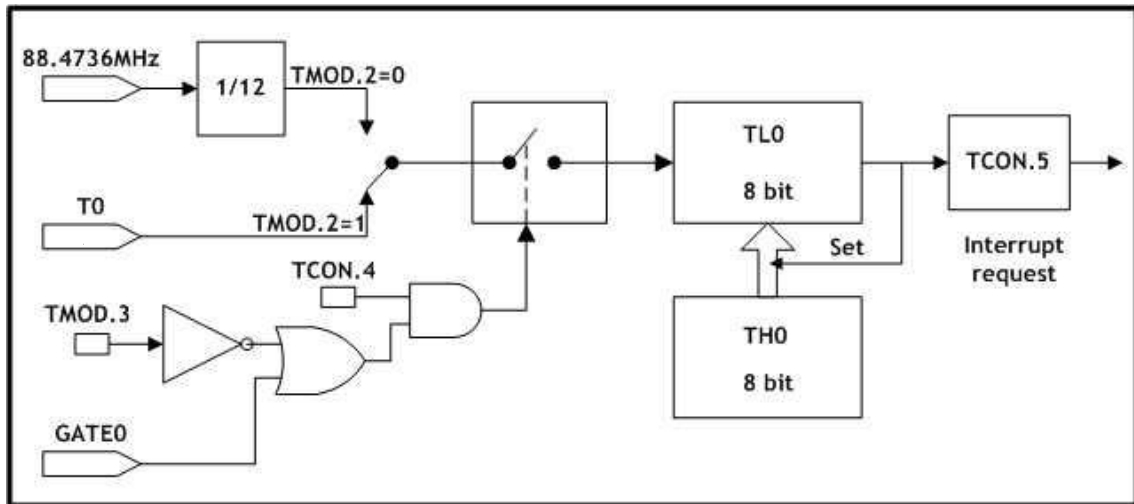 88.4736MHz
1/12
TMOD.2=0
T0
TMOD.2=1
TCON.4
TMOD.3
GATE0
TL0
8 bit
Set
TH0
8 bit
TCON.5
Interrupt
request